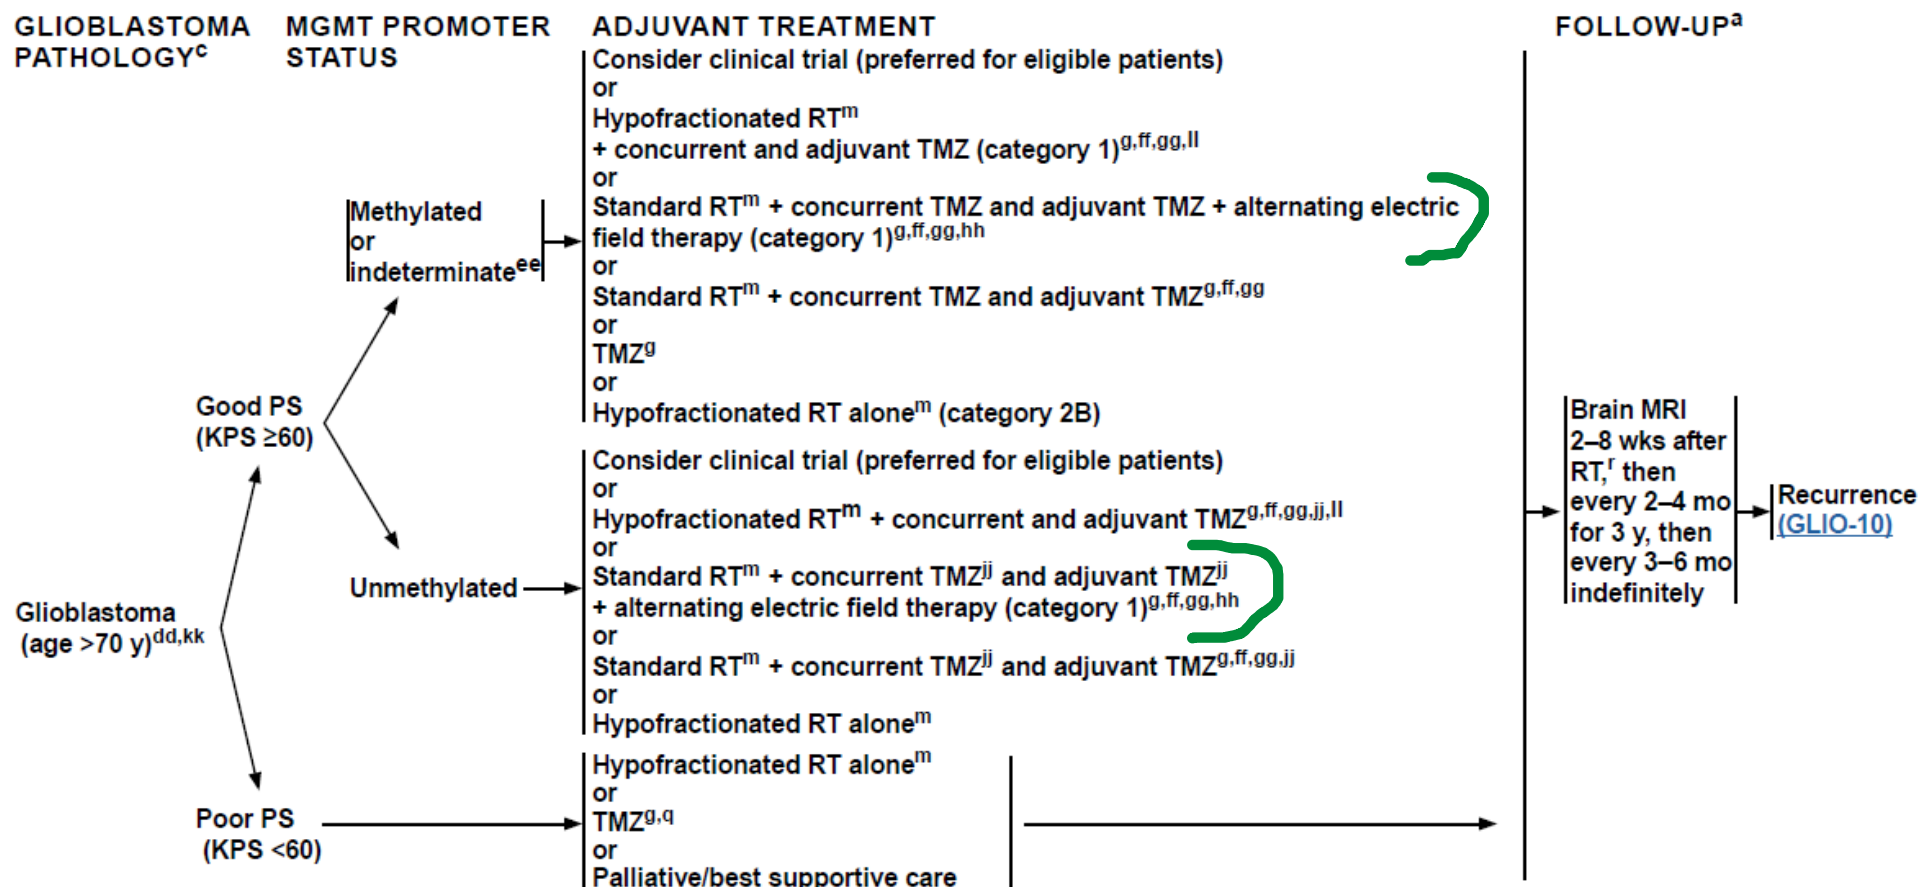 GLIOBLASTOMA
PATHOLOGYᶜ
MGMT PROMOTER
STATUS
ADJUVANT TREATMENT
FOLLOW-UPᵃ
Glioblastoma
(age >70 y)ᵈᵈ,ᵏᵏ
Good PS
(KPS ≥60)
Methylated
or
indeterminateᵉᵉ
Consider clinical trial (preferred for eligible patients)
or
Hypofractionated RTᵐ
+ concurrent and adjuvant TMZ (category 1)ᵍ,ᶠᶠ,ᵍᵍ,ˡˡ
or
Standard RTᵐ + concurrent TMZ and adjuvant TMZ + alternating electric
field therapy (category 1)ᵍ,ᶠᶠ,ᵍᵍ,ʰʰ
or
Standard RTᵐ + concurrent TMZ and adjuvant TMZᵍ,ᶠᶠ,ᵍᵍ
or
TMZᵍ
or
Hypofractionated RT aloneᵐ (category 2B)
Unmethylated
Consider clinical trial (preferred for eligible patients)
or
Hypofractionated RTᵐ + concurrent and adjuvant TMZᵍ,ᶠᶠ,ᵍᵍ,ʲʲ,ˡˡ
or
Standard RTᵐ + concurrent TMZʲʲ and adjuvant TMZʲʲ
+ alternating electric field therapy (category 1)ᵍ,ᶠᶠ,ᵍᵍ,ʰʰ
or
Standard RTᵐ + concurrent TMZʲʲ and adjuvant TMZᵍ,ᶠᶠ,ᵍᵍ,ʲʲ
or
Hypofractionated RT aloneᵐ
Poor PS
(KPS <60)
Hypofractionated RT aloneᵐ
or
TMZᵍ,𐞥
or
Palliative/best supportive care
Brain MRI
2–8 wks after
RT,ʳ then
every 2–4 mo
for 3 y, then
every 3–6 mo
indefinitely
Recurrence
(GLIO-10)